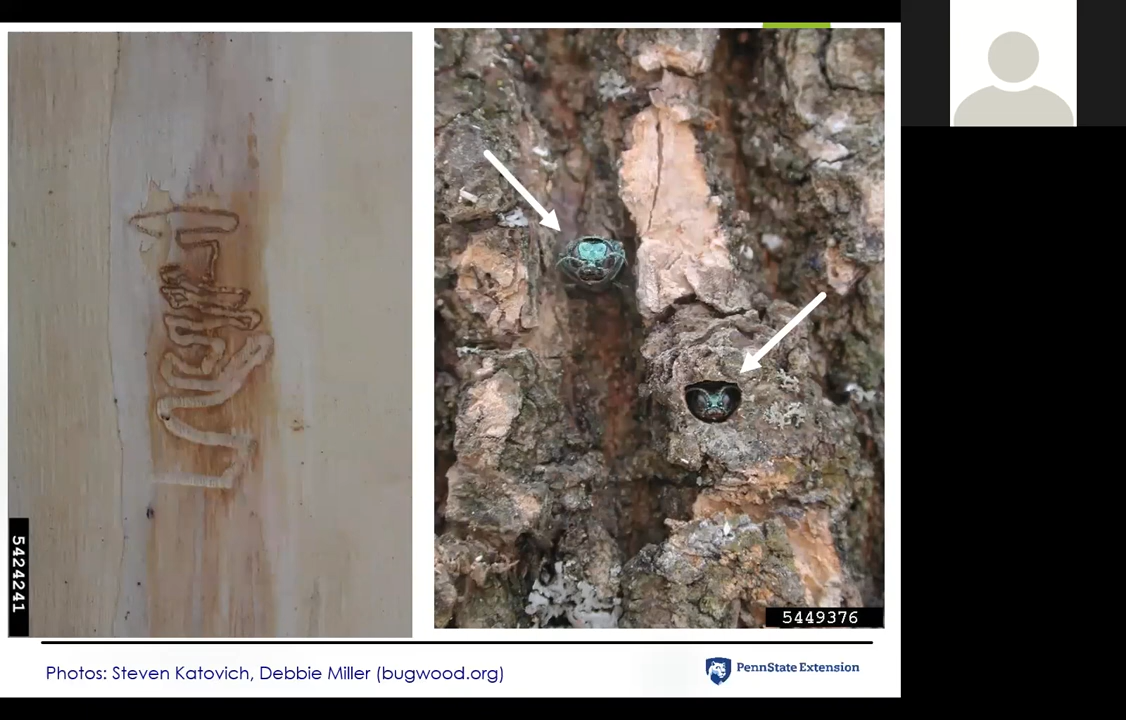 5424241
5449376
Photos: Steven Katovich, Debbie Miller (bugwood.org)
PennState Extension